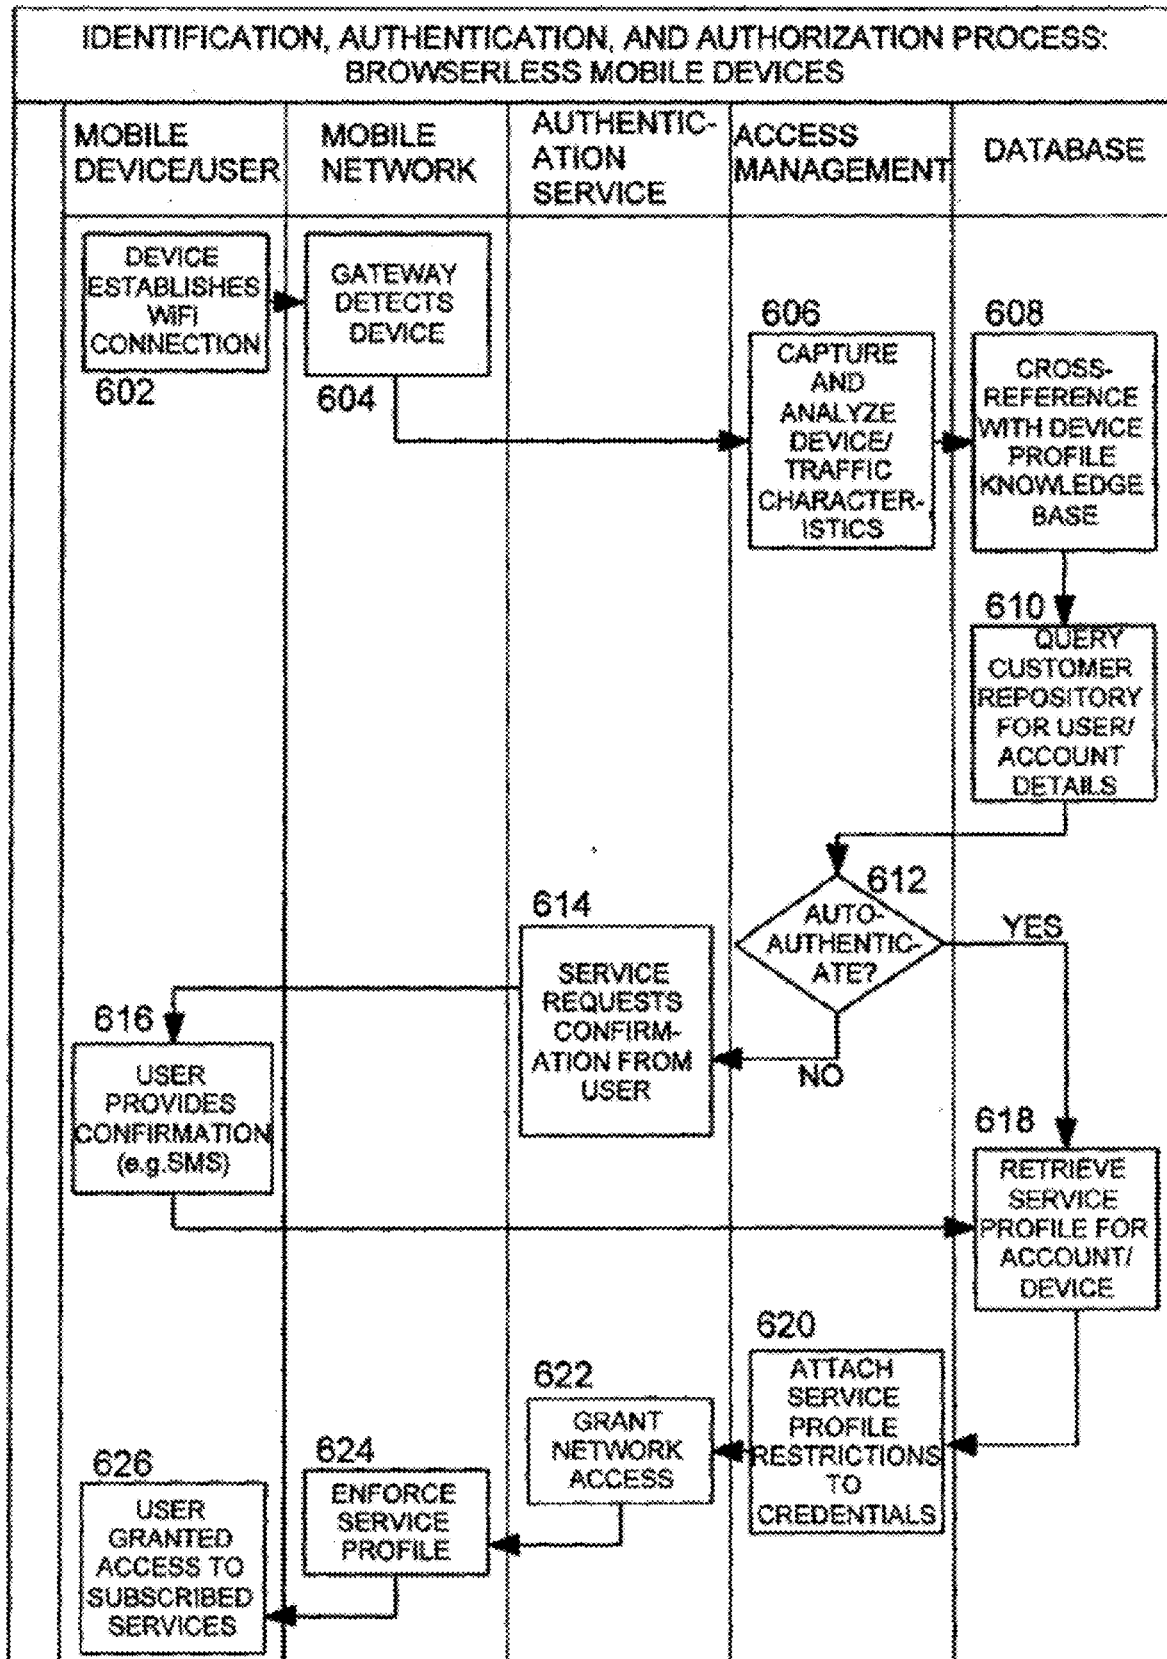 IDENTIFICATION, AUTHENTICATION, AND AUTHORIZATION PROCESS:
BROWSERLESS MOBILE DEVICES
MOBILE
DEVICE/USER
MOBILE
NETWORK
AUTHENTIC-
ATION
SERVICE
ACCESS
MANAGEMENT
DATABASE
DEVICE
ESTABLISHES
WiFi
CONNECTION
602
GATEWAY
DETECTS
DEVICE
604
606
CAPTURE
AND
ANALYZE
DEVICE/
TRAFFIC
CHARACTER-
ISTICS
608
CROSS-
REFERENCE
WITH DEVICE
PROFILE
KNOWLEDGE
BASE
610
QUERY
CUSTOMER
REPOSITORY
FOR USER/
ACCOUNT
DETAILS
612
AUTO-
AUTHENTIC-
ATE?
YES
NO
614
SERVICE
REQUESTS
CONFIRM-
ATION FROM
USER
616
USER
PROVIDES
CONFIRMATION
(e.g.SMS)
618
RETRIEVE
SERVICE
PROFILE FOR
ACCOUNT/
DEVICE
620
ATTACH
SERVICE
PROFILE
RESTRICTIONS
TO
CREDENTIALS
622
GRANT
NETWORK
ACCESS
624
ENFORCE
SERVICE
PROFILE
626
USER
GRANTED
ACCESS TO
SUBSCRIBED
SERVICES